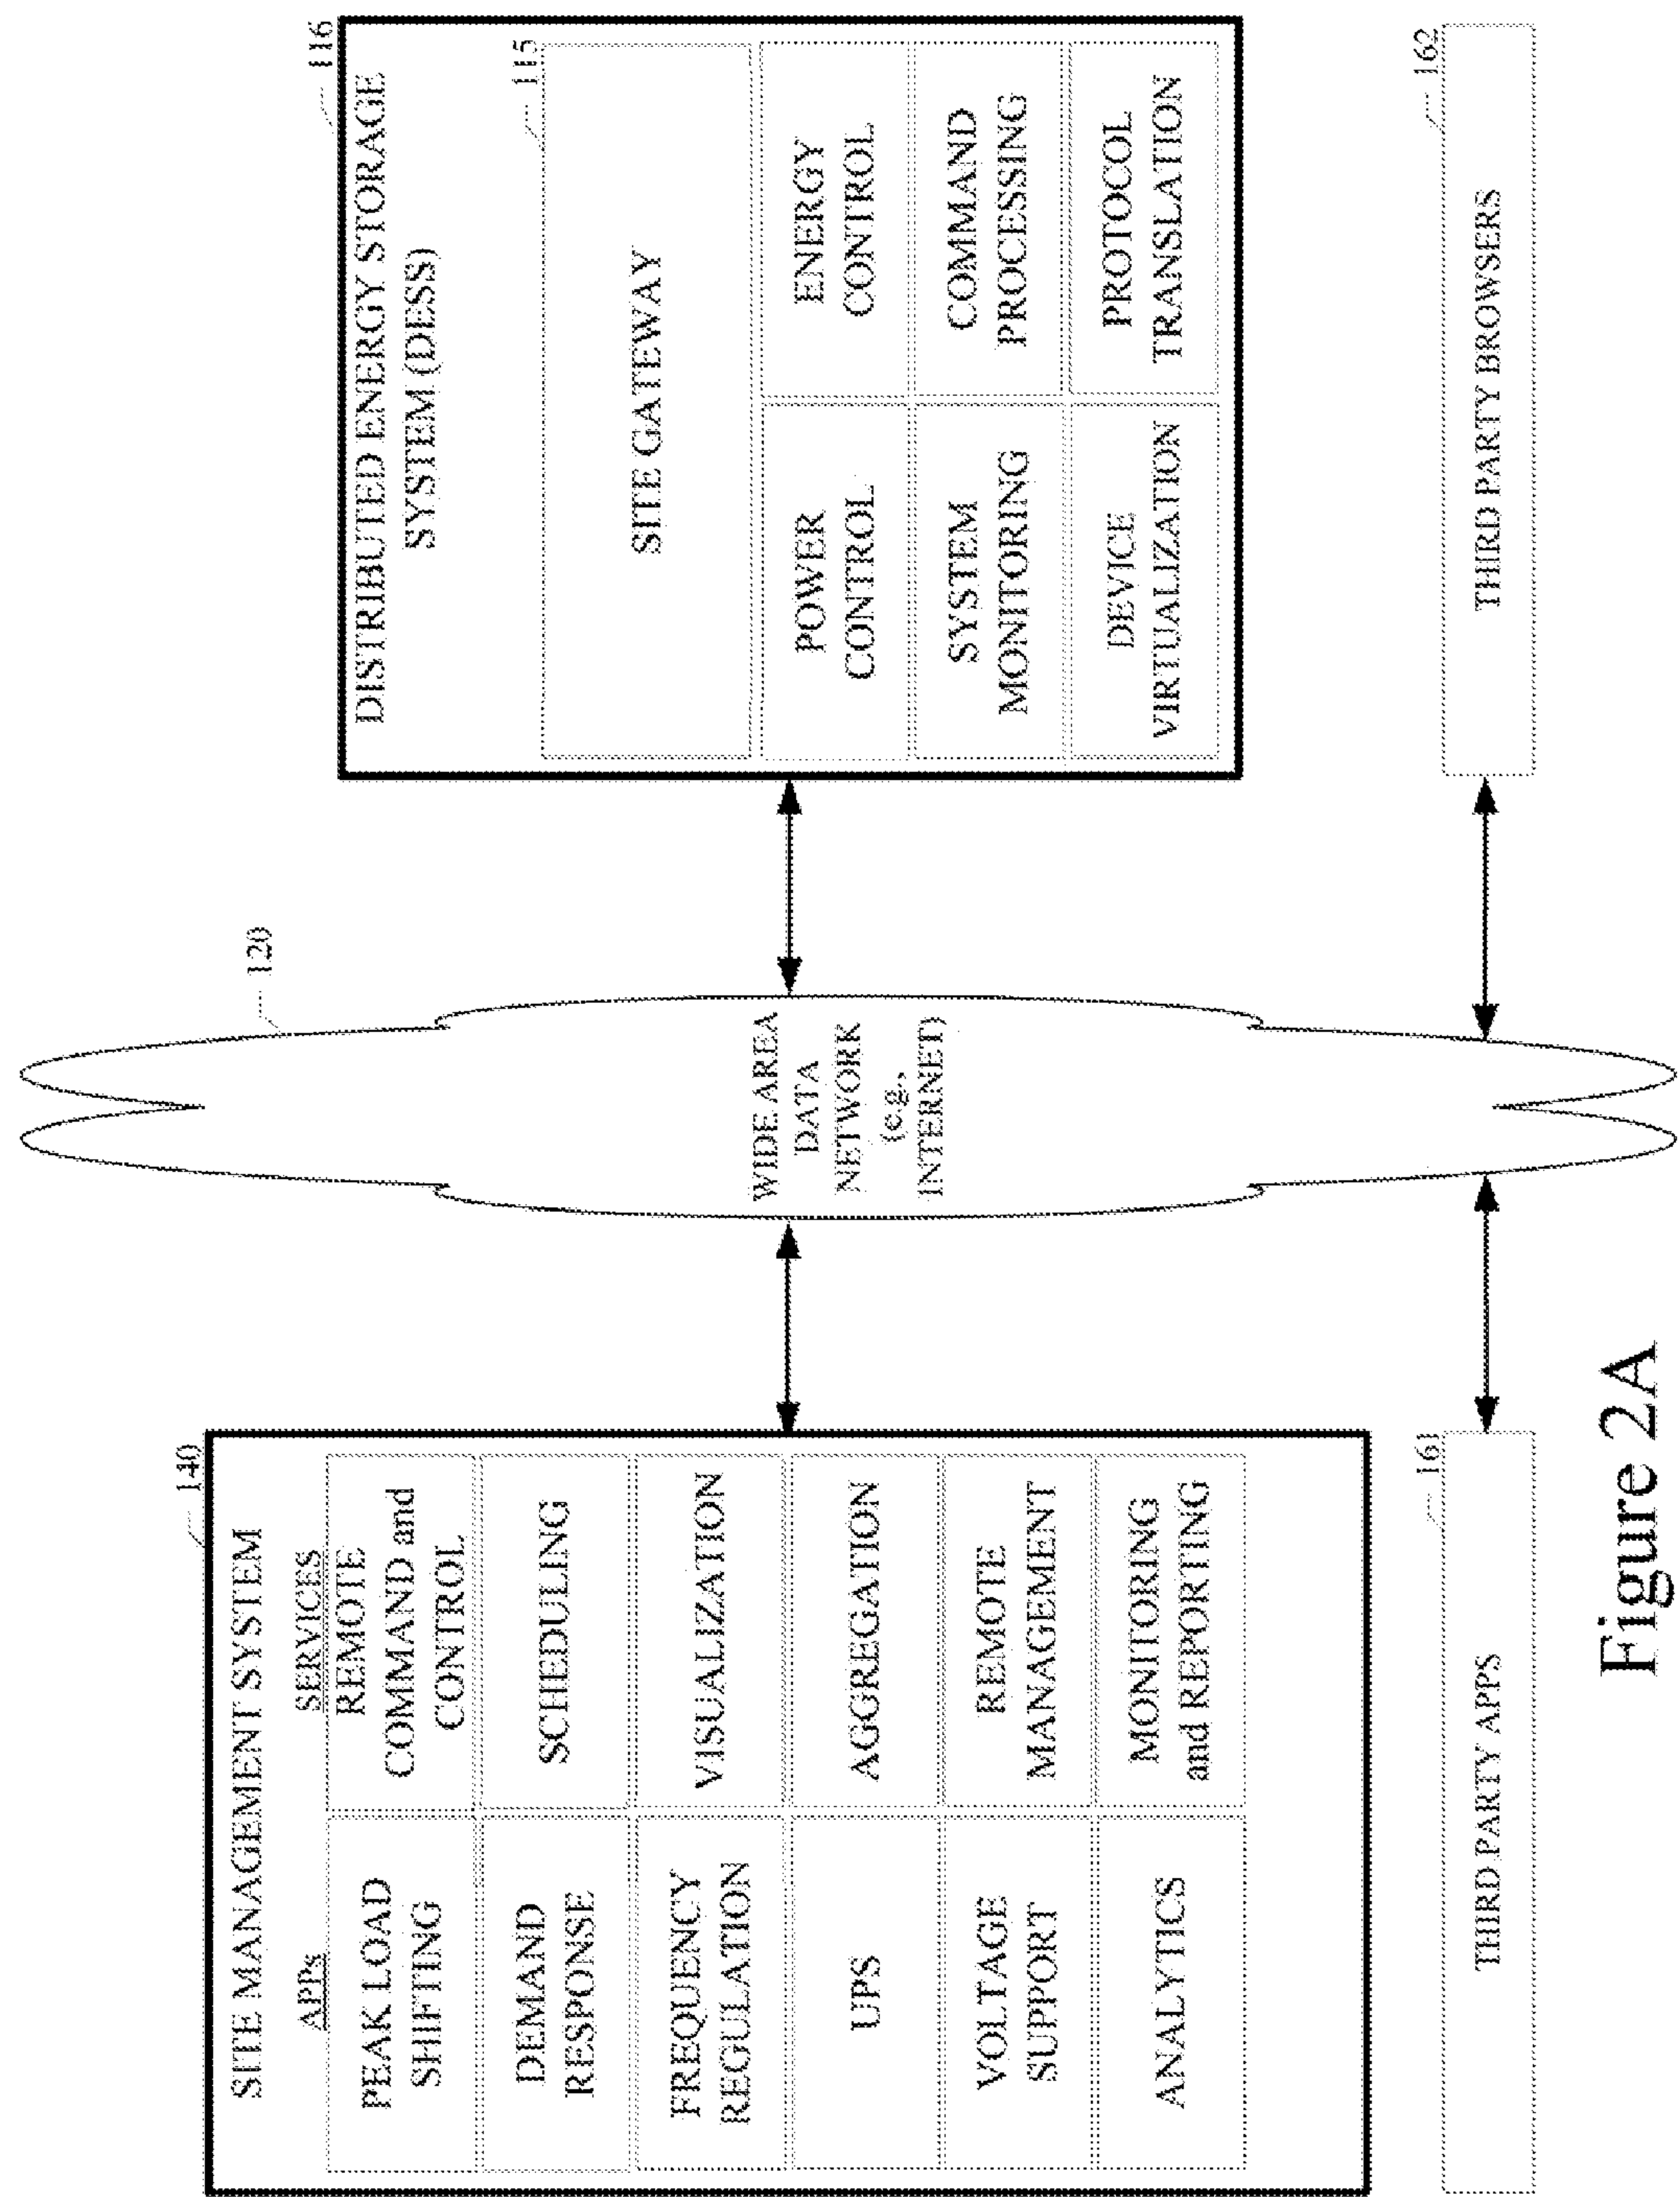 140
SITE MANAGEMENT SYSTEM
APPs
SERVICES
PEAK LOAD
SHIFTING
REMOTE
COMMAND and
CONTROL
DEMAND
RESPONSE
SCHEDULING
FREQUENCY
REGULATION
VISUALIZATION
UPS
AGGREGATION
VOLTAGE
SUPPORT
REMOTE
MANAGEMENT
ANALYTICS
MONITORING
and REPORTING
161
THIRD PARTY APPS
120
WIDE AREA
DATA
NETWORK
(e.g.,
INTERNET)
116
DISTRIBUTED ENERGY STORAGE
SYSTEM (DESS)
115
SITE GATEWAY
POWER
CONTROL
ENERGY
CONTROL
SYSTEM
MONITORING
COMMAND
PROCESSING
DEVICE
VIRTUALIZATION
PROTOCOL
TRANSLATION
162
THIRD PARTY BROWSERS
Figure 2A